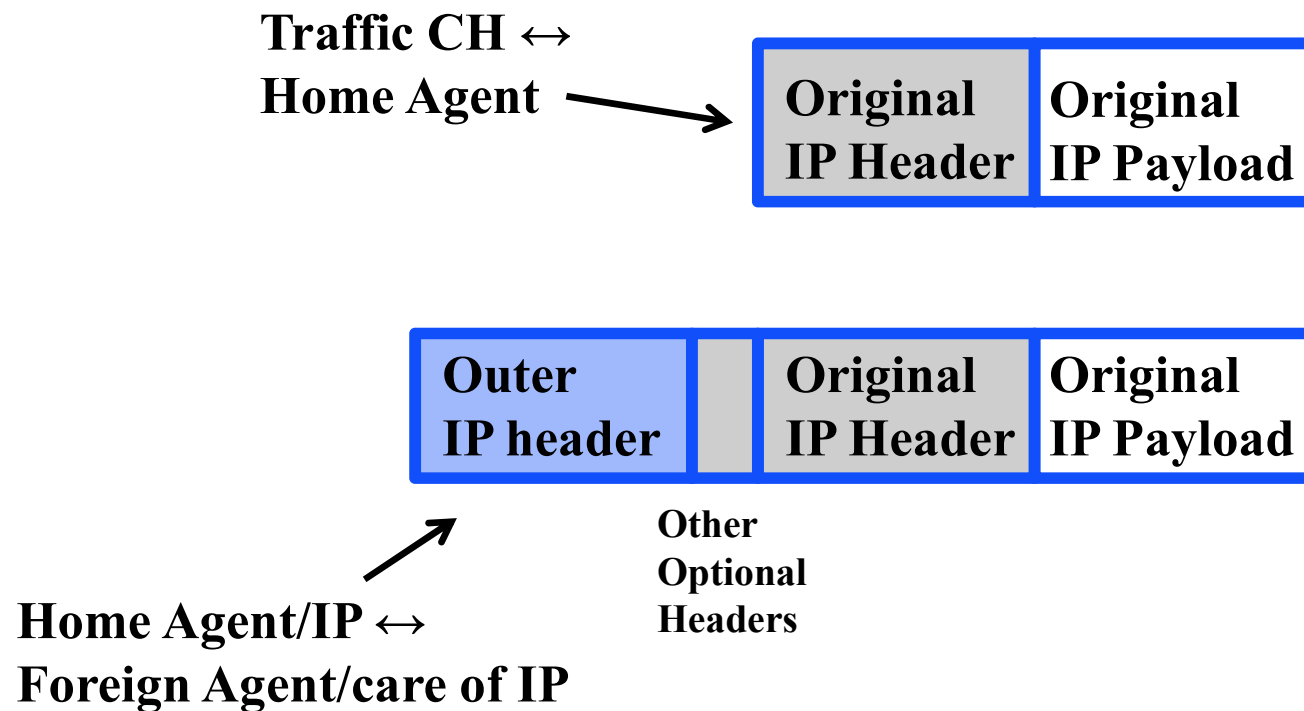 Traffic CH ↔
Home Agent
Original
IP Header
Original
IP Payload
Outer
IP header
Original
IP Header
Original
IP Payload
Other
Optional
Headers
Home Agent/IP ↔
Foreign Agent/care of IP